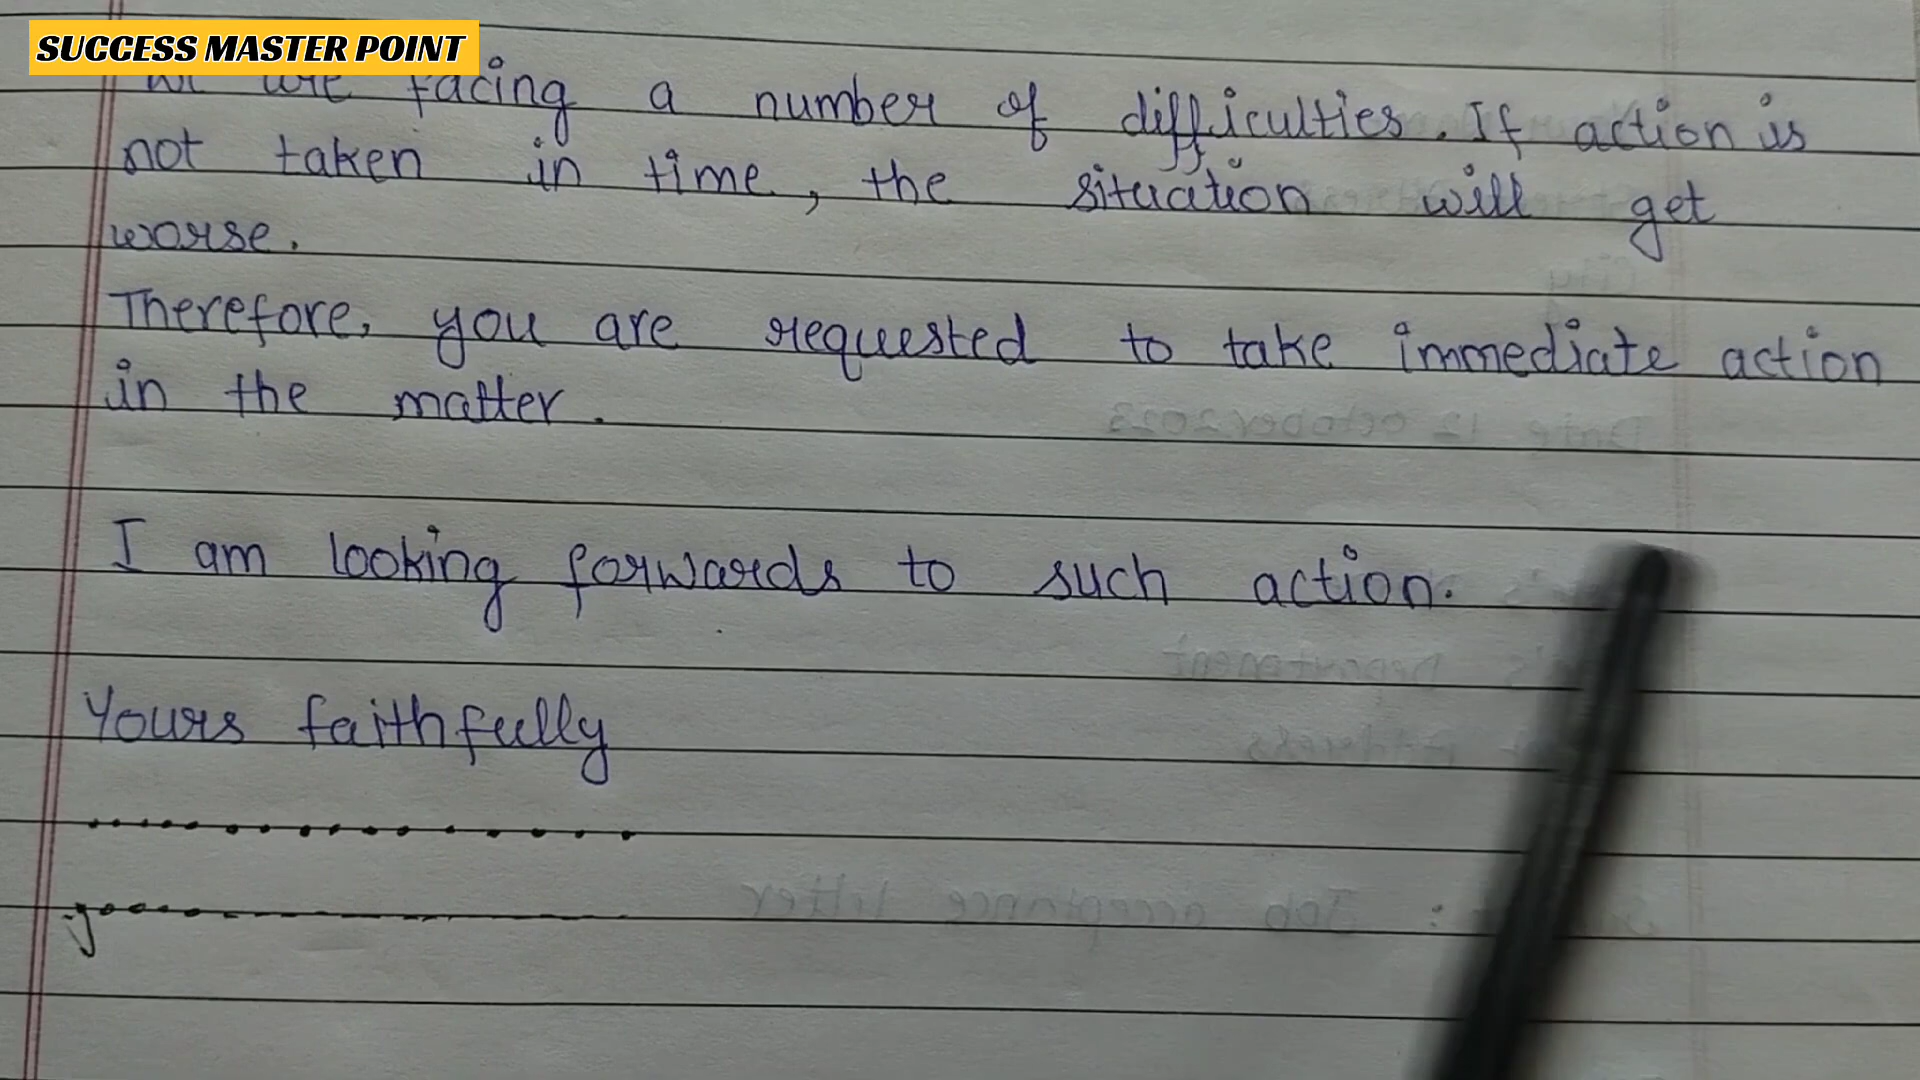 SUCCESS MASTER POINT
we are facing a number of difficulties. If action is
not taken in time, the situation will get
worse.
Therefore, you are requested to take immediate action
in the matter.
I am looking forwards to such action.
Yours faithfully